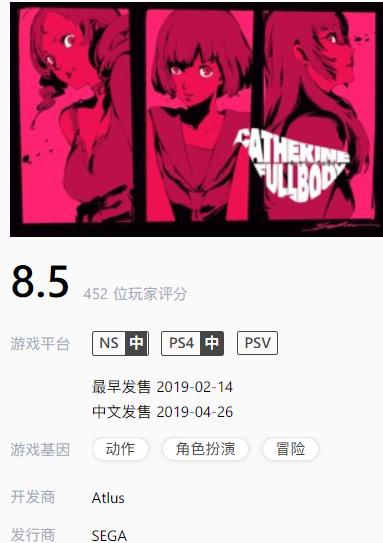 CATHERINE
FULLBODY
8.5 452 位玩家评分
游戏平台 NS 中 PS4 中 PSV
最早发售 2019-02-14
中文发售 2019-04-26
游戏基因 动作 角色扮演 冒险
开发商 Atlus
发行商 SEGA